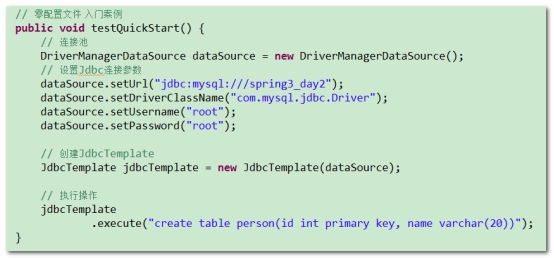 // 零配置文件 入门案例
public void testQuickStart() {
    // 连接池
    DriverManagerDataSource dataSource = new DriverManagerDataSource();
    // 设置Jdbc连接参数
    dataSource.setUrl("jdbc:mysql:///spring3_day2");
    dataSource.setDriverClassName("com.mysql.jdbc.Driver");
    dataSource.setUsername("root");
    dataSource.setPassword("root");

    // 创建JdbcTemplate
    JdbcTemplate jdbcTemplate = new JdbcTemplate(dataSource);

    // 执行操作
    jdbcTemplate
            .execute("create table person(id int primary key, name varchar(20))");
}